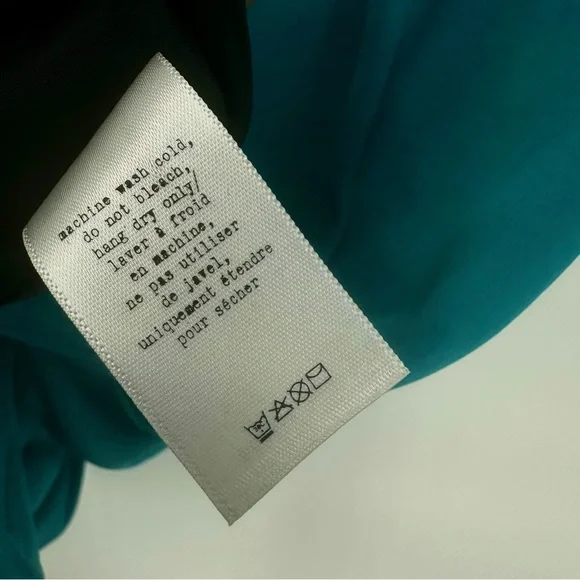 machine wash cold,
do not bleach,
hang dry only/
laver à froid
en machine,
ne pas utiliser
de javel,
uniquement étendre
pour sécher